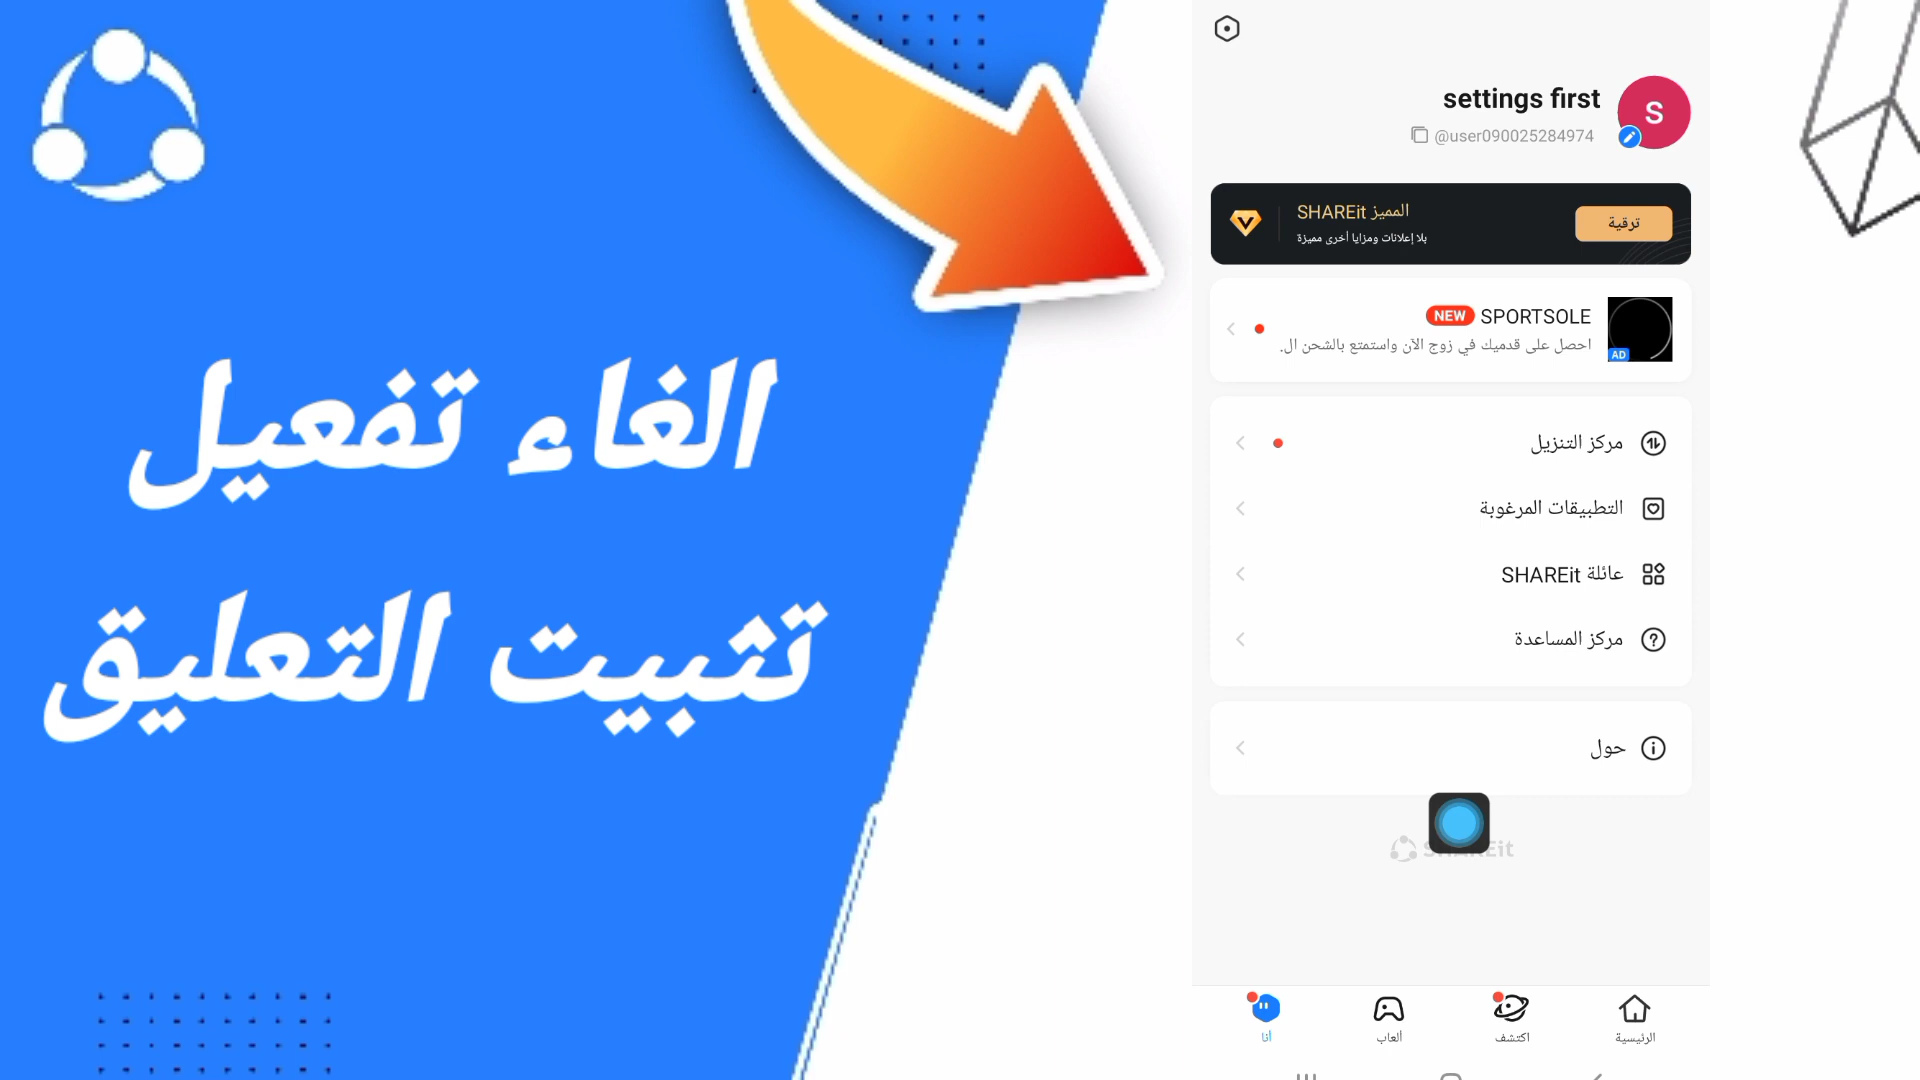 الغاء تفعيل
تثبيت التعليق
settings first
S
@user090025284974
SHAREit المميز
بلا إعلانات ومزايا أخرى مميزة
ترقية
SPORTSOLE NEW
احصل على قدميك في زوج الآن واستمتع بالشحن ال.
AD
مركز التنزيل
التطبيقات المرغوبة
عائلة SHAREit
مركز المساعدة
حول
SHAREit
الرئيسية
اكتشف
ألعاب
أنا